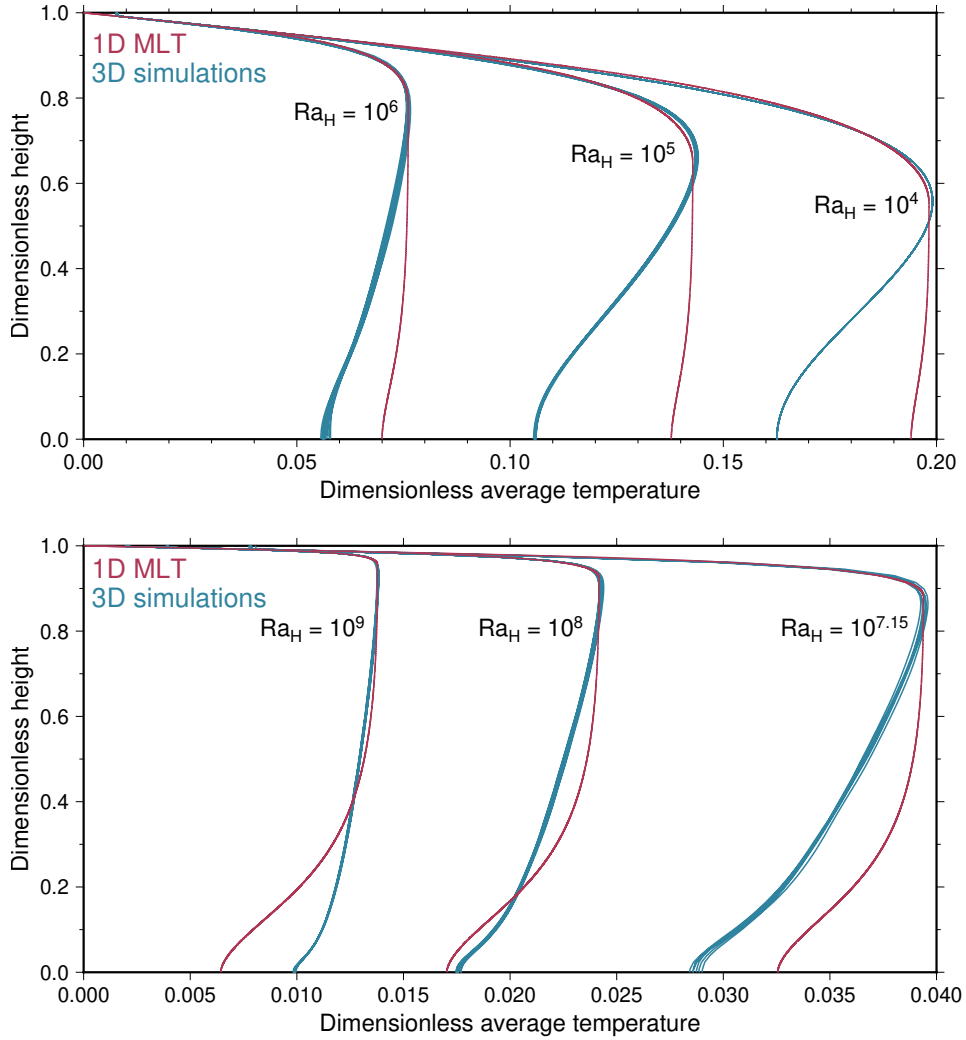 1.0
0.8
0.6
0.4
0.2
0.0
Dimensionless height
1D MLT
3D simulations
Ra_H = 10^6
Ra_H = 10^5
Ra_H = 10^4
0.00 0.05 0.10 0.15 0.20
Dimensionless average temperature
1.0
0.8
0.6
0.4
0.2
0.0
Dimensionless height
1D MLT
3D simulations
Ra_H = 10^9
Ra_H = 10^8
Ra_H = 10^7.15
0.000 0.005 0.010 0.015 0.020 0.025 0.030 0.035 0.040
Dimensionless average temperature